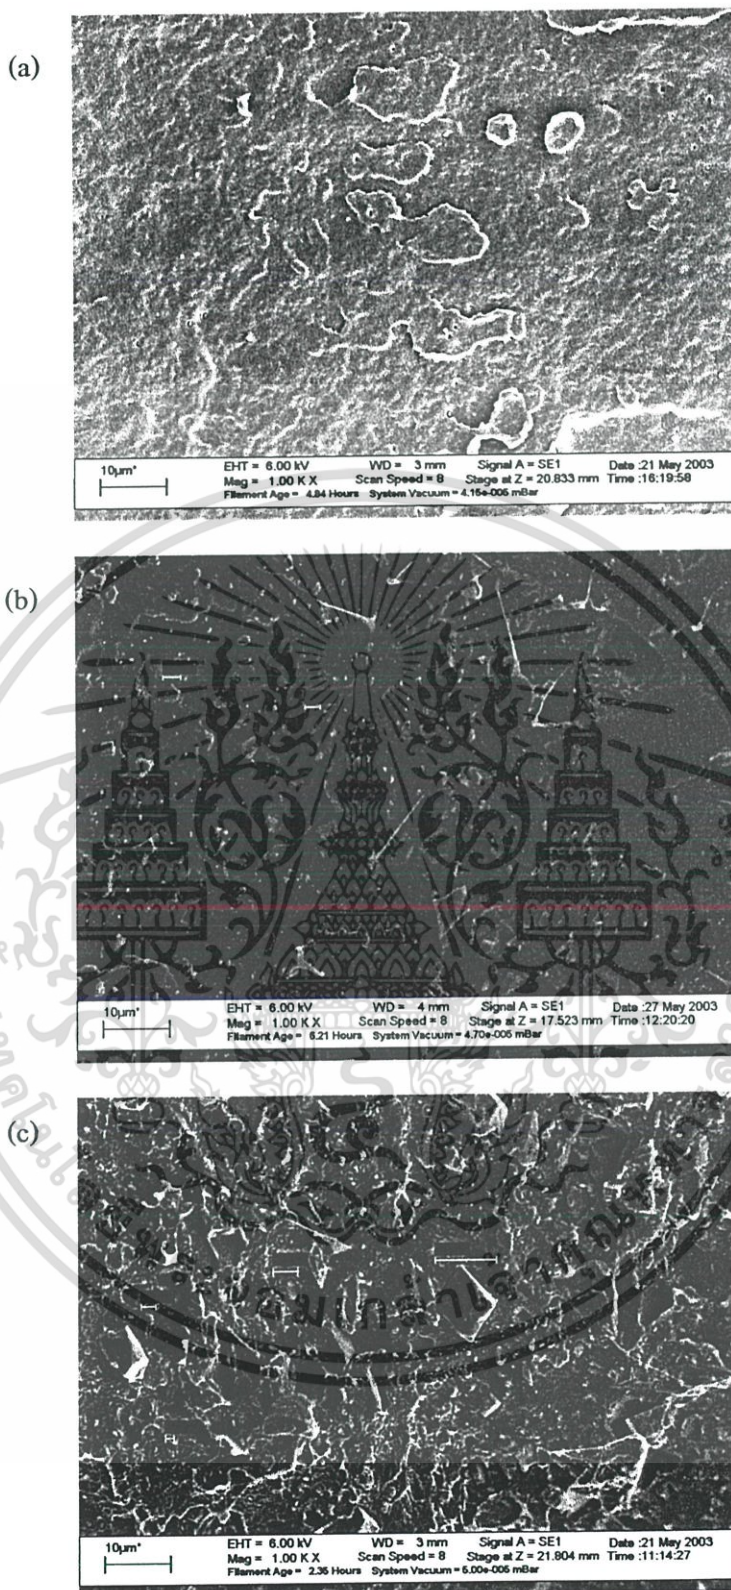 (a)
10µm*
EHT = 6.00 kV WD = 3 mm Signal A = SE1 Date :21 May 2003
Mag = 1.00 K X Scan Speed = 8 Stage at Z = 20.833 mm Time :16:19:58
Filament Age = 4.84 Hours System Vacuum = 4.15e-005 mBar
(b)
10µm*
EHT = 6.00 kV WD = 4 mm Signal A = SE1 Date :27 May 2003
Mag = 1.00 K X Scan Speed = 8 Stage at Z = 17.523 mm Time :12:20:20
Filament Age = 6.21 Hours System Vacuum = 4.70e-005 mBar
(c)
10µm*
EHT = 6.00 kV WD = 3 mm Signal A = SE1 Date :21 May 2003
Mag = 1.00 K X Scan Speed = 8 Stage at Z = 21.804 mm Time :11:14:27
Filament Age = 2.35 Hours System Vacuum = 5.00e-005 mBar